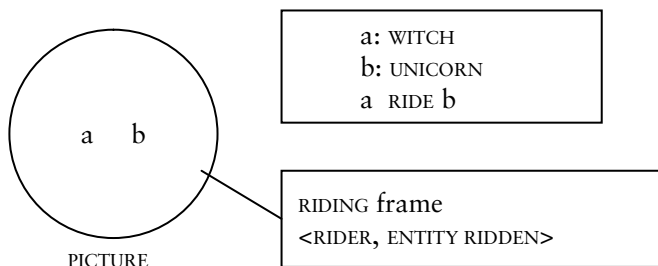 a: WITCH
b: UNICORN
a RIDE b
a b
RIDING frame
<RIDER, ENTITY RIDDEN>
PICTURE